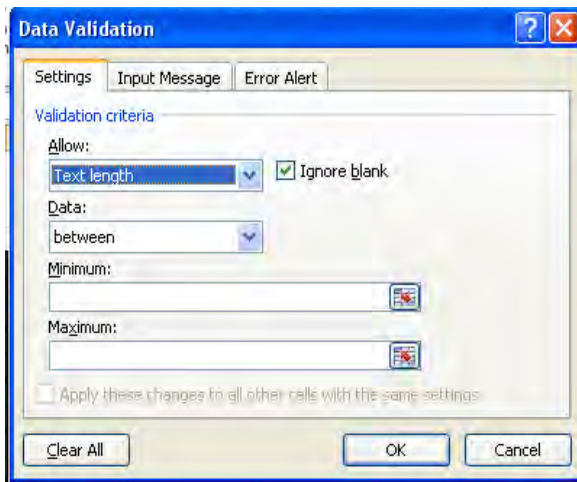 Data Validation
Settings Input Message Error Alert
Validation criteria
Allow:
Text length Ignore blank
Data:
between
Minimum:
Maximum:
Apply these changes to all other cells with the same settings
Clear All OK Cancel